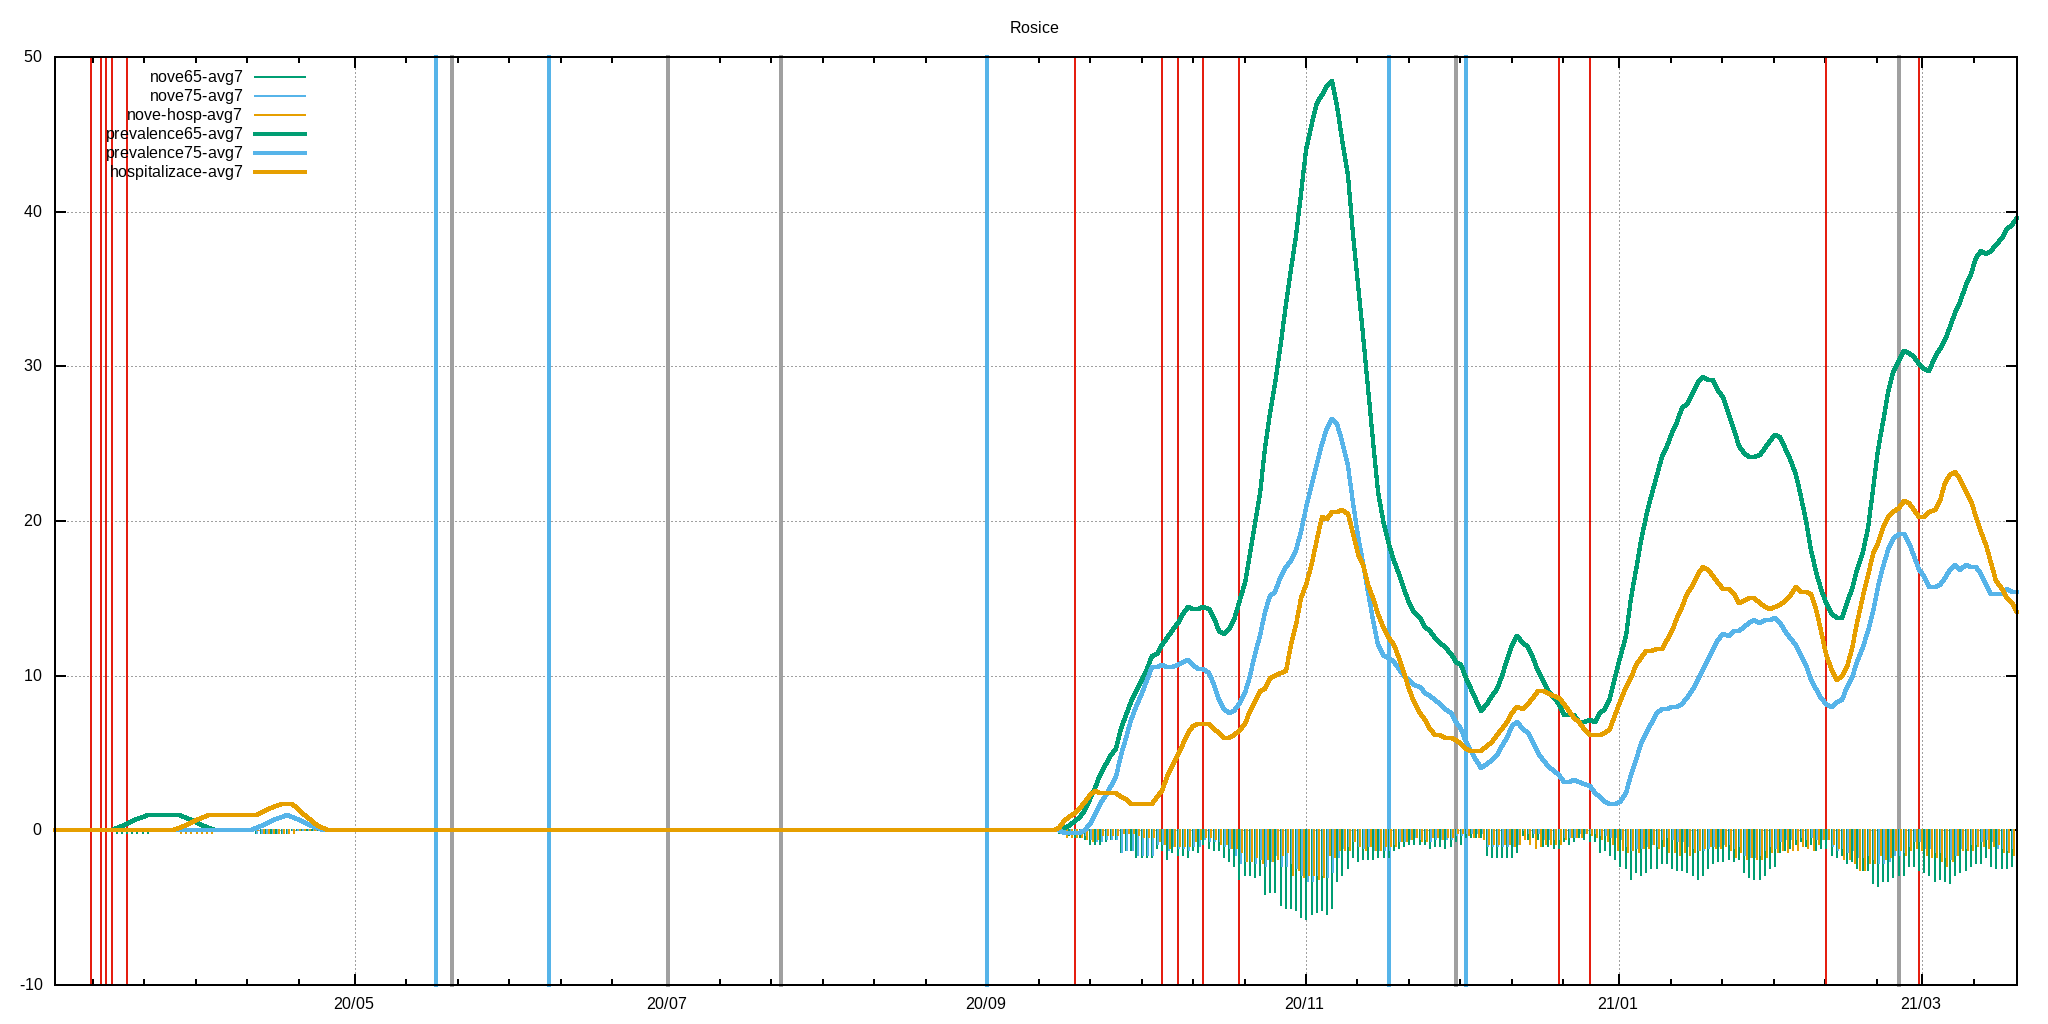 Rosice
50
nove65-avg7
nove75-avg7
nove-hosp-avg7
prevalence65-avg7
prevalence75-avg7
hospitalizace-avg7
40
30
20
10
0
-10
20/05 20/07 20/09 20/11 21/01 21/03